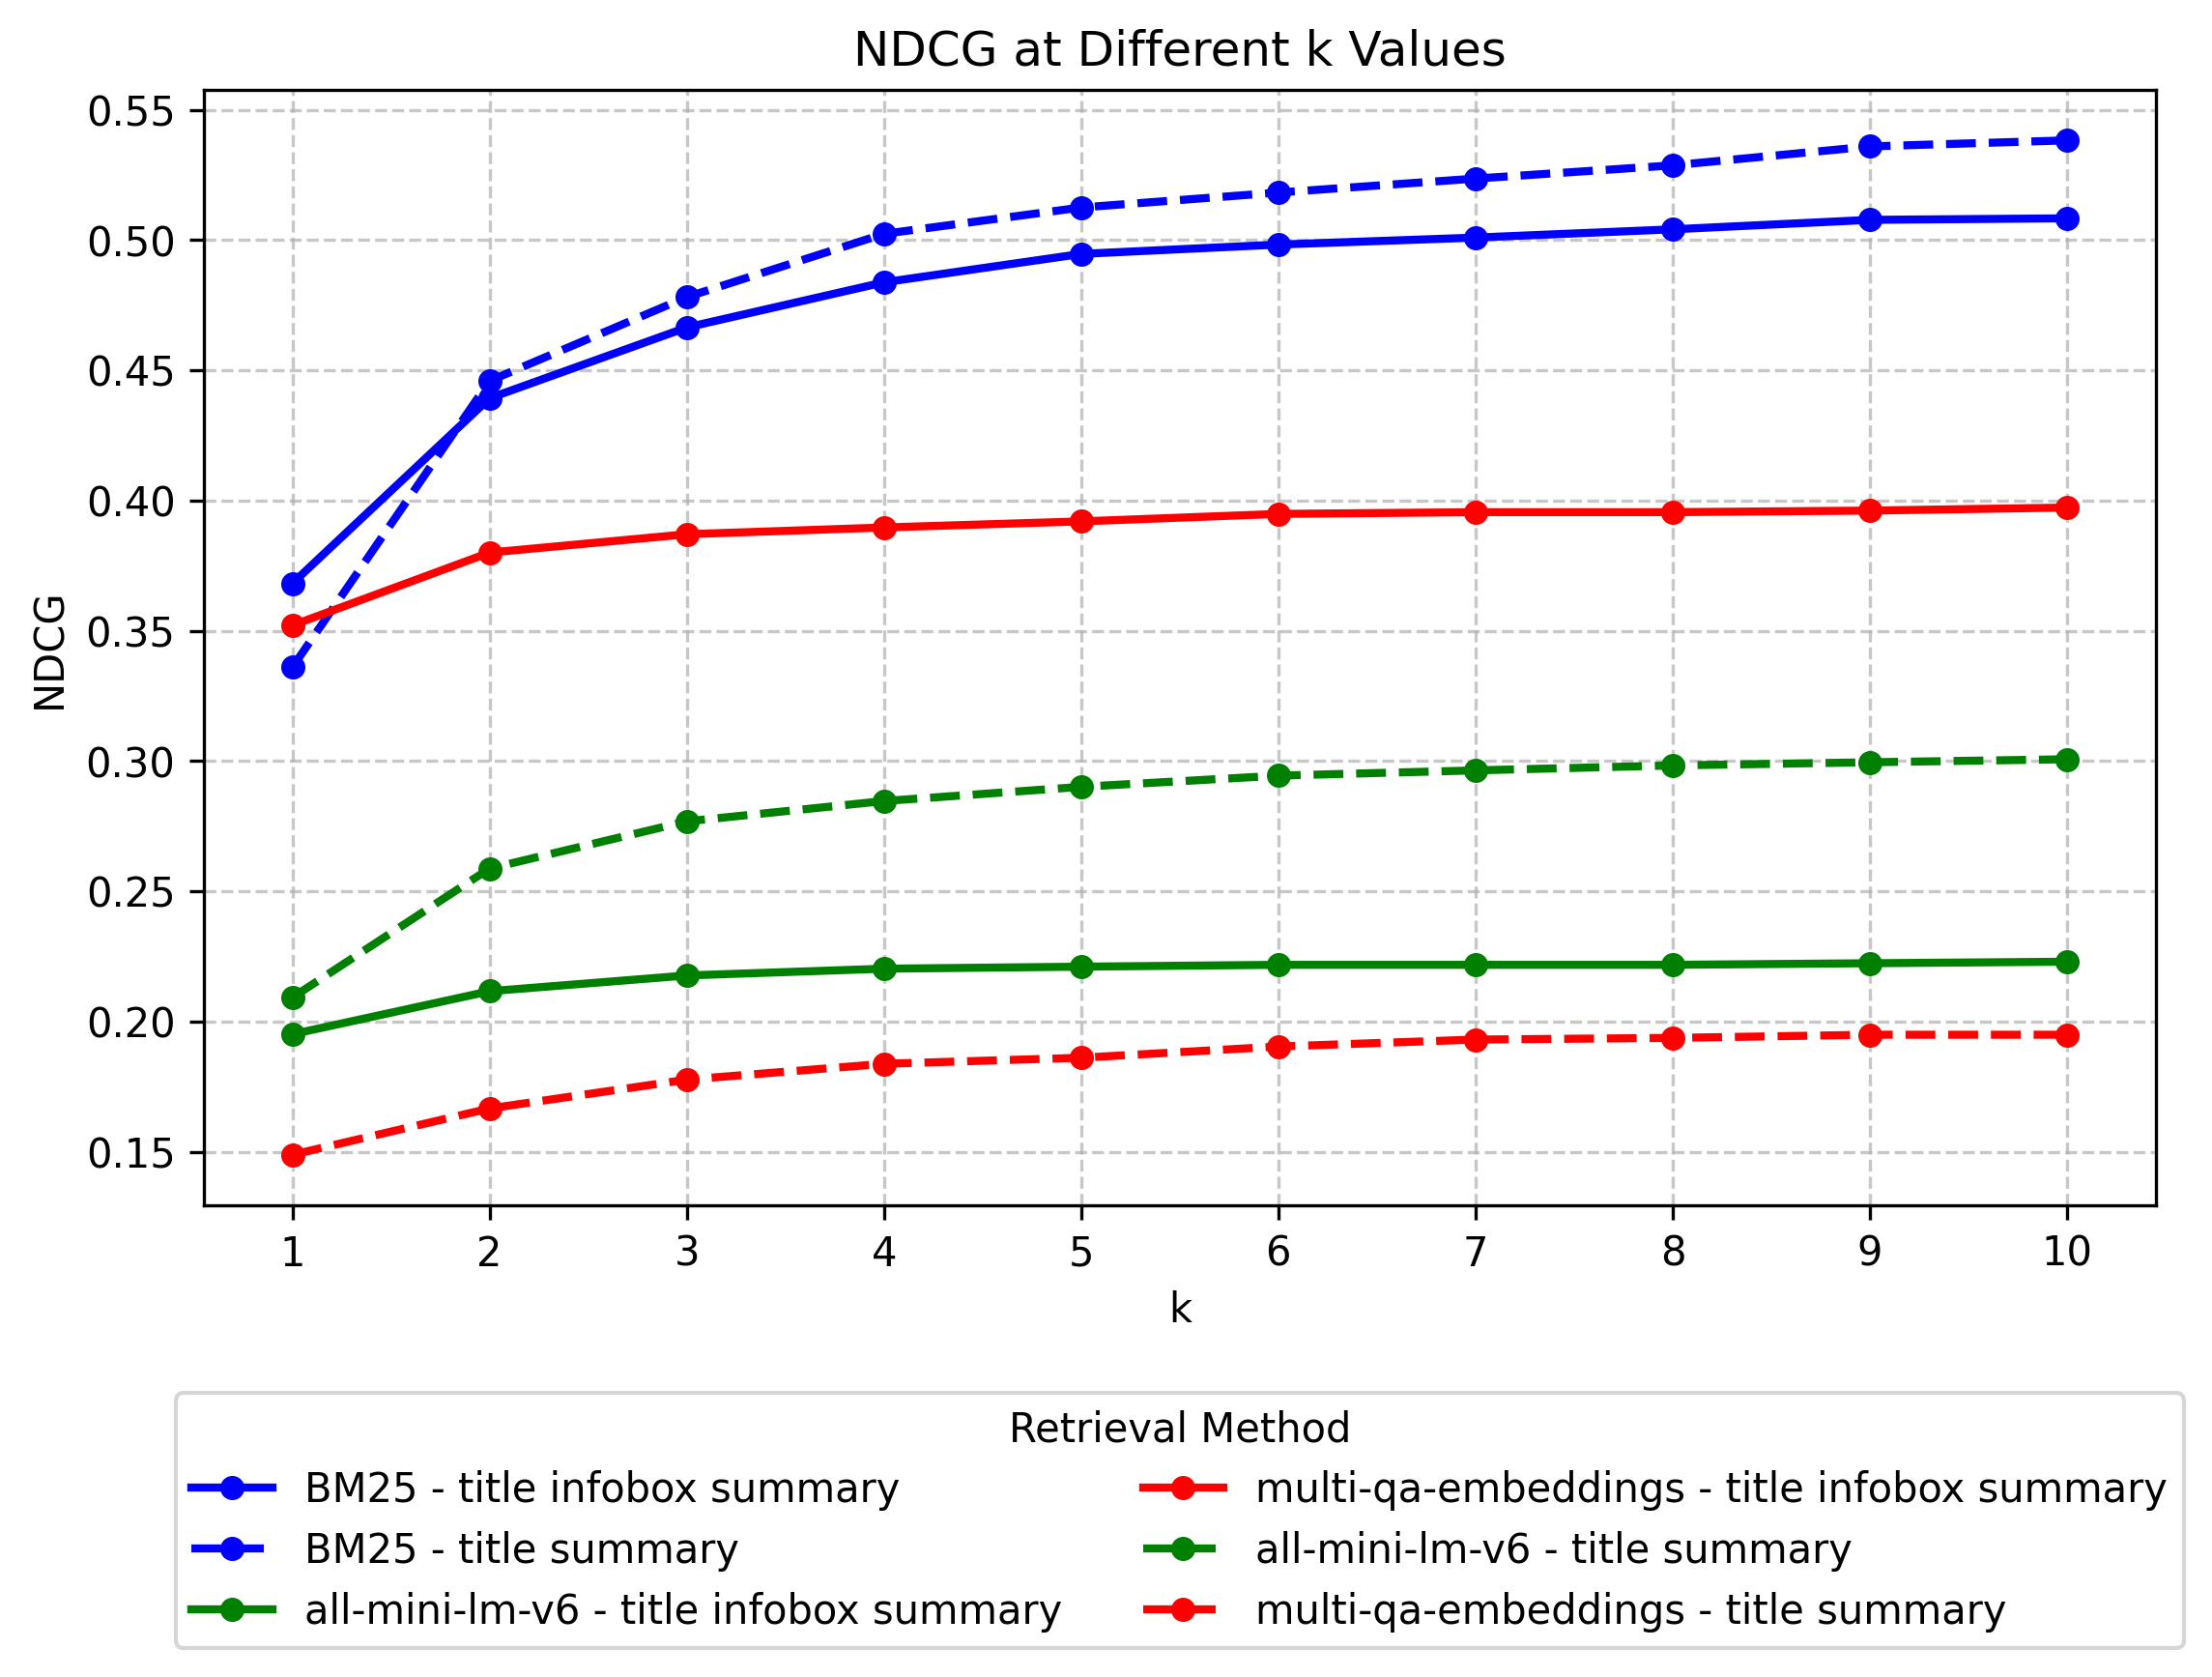 NDCG at Different k Values
NDCG
0.55
0.50
0.45
0.40
0.35
0.30
0.25
0.20
0.15
1 2 3 4 5 6 7 8 9 10
k
Retrieval Method
BM25 - title infobox summary
BM25 - title summary
all-mini-lm-v6 - title infobox summary
multi-qa-embeddings - title infobox summary
all-mini-lm-v6 - title summary
multi-qa-embeddings - title summary